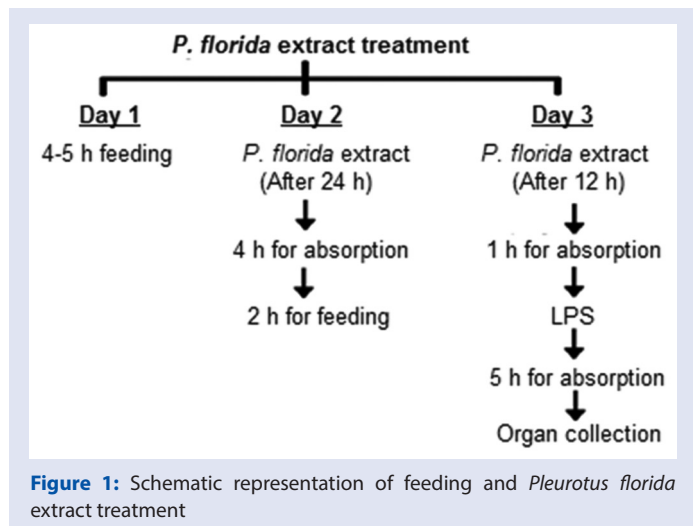 P. florida extract treatment
Day 1
4-5 h feeding
Day 2
P. florida extract
(After 24 h)
4 h for absorption
2 h for feeding
Day 3
P. florida extract
(After 12 h)
1 h for absorption
LPS
5 h for absorption
Organ collection
Figure 1: Schematic representation of feeding and Pleurotus florida
extract treatment